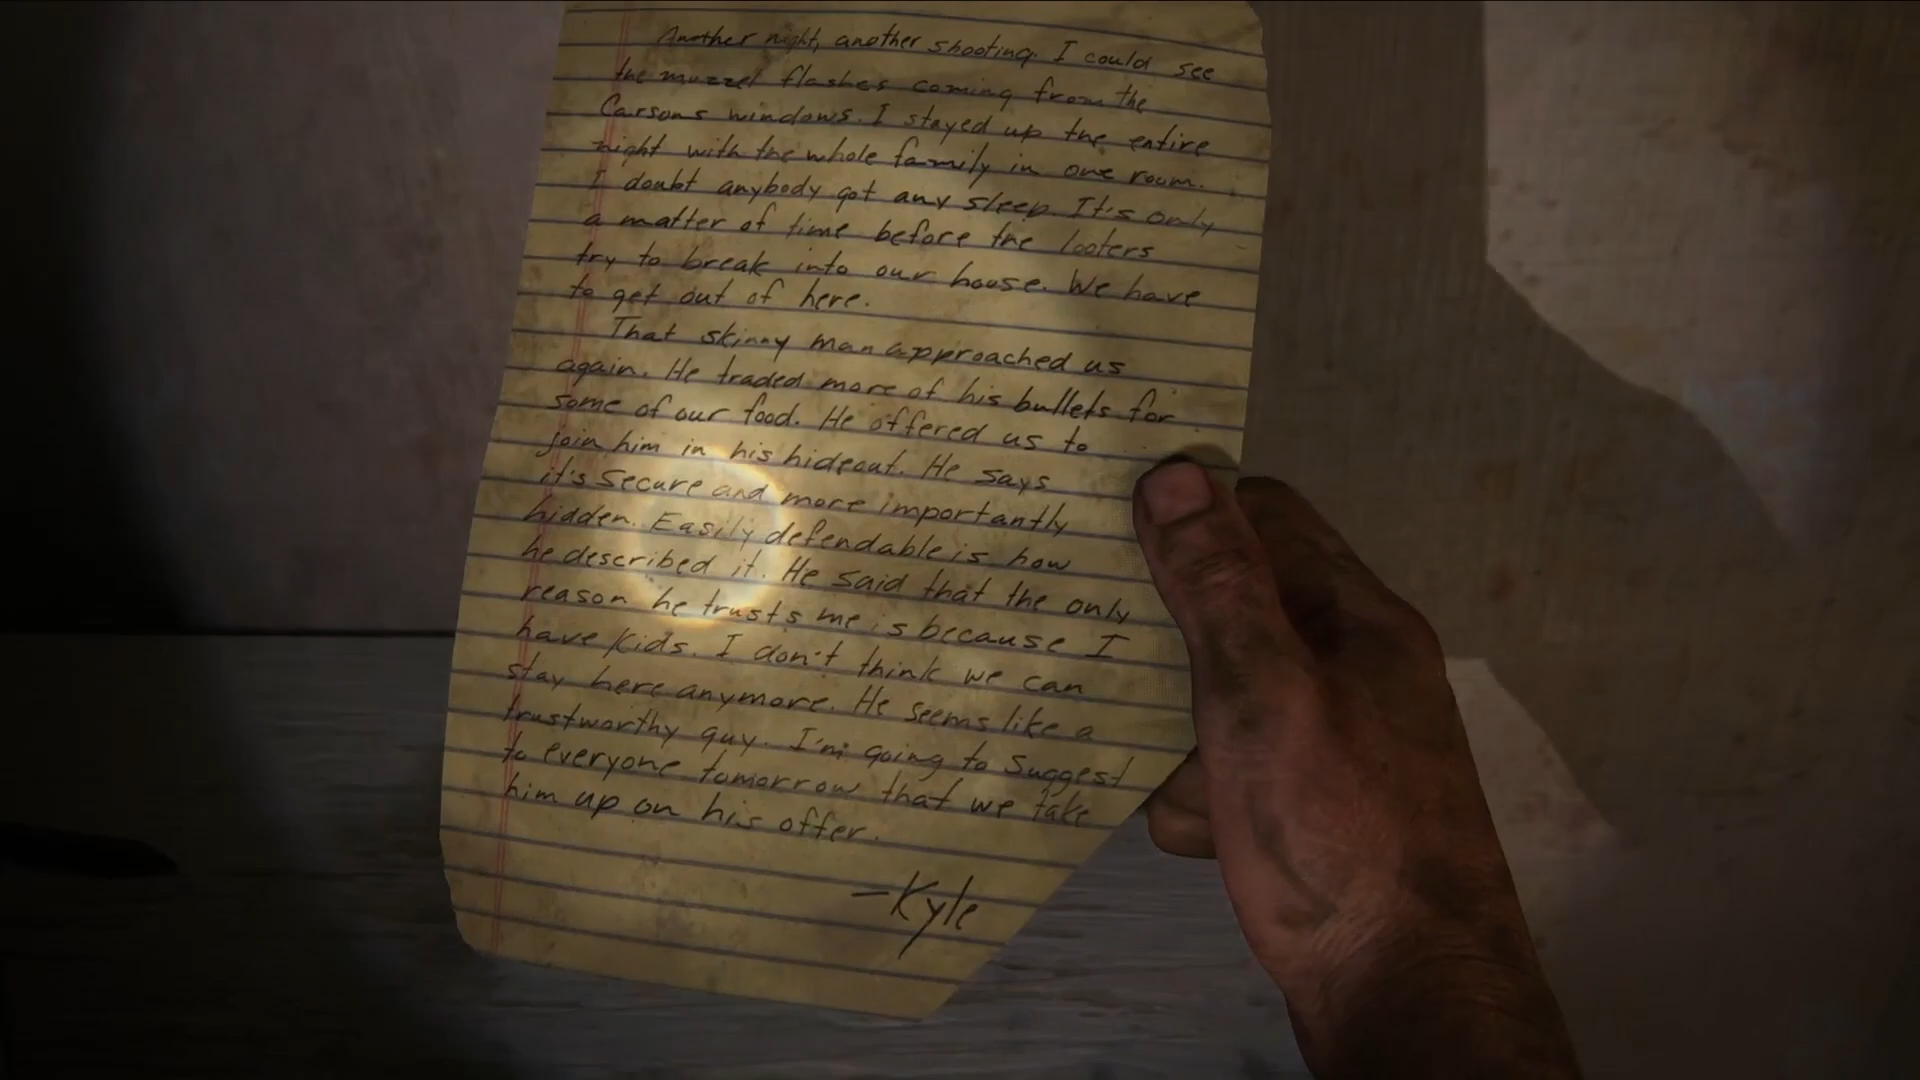 Another night, another shooting. I could see
the muzzel flashes coming from the
Carsons windows. I stayed up the entire
night with the whole family in one room.
I doubt anybody got any sleep. It's only
a matter of time before the looters
try to break into our house. We have
to get out of here.
That skinny man approached us
again. He traded more of his bullets for
some of our food. He offered us to
join him in his hideout. He says
it's secure and more importantly
hidden. Easily defendable is how
he described it. He said that the only
reason he trusts me is because I
have kids. I don't think we can
stay here anymore. He seems like a
trustworthy guy. I'm going to suggest
to everyone tomorrow that we take
him up on his offer.
-Kyle